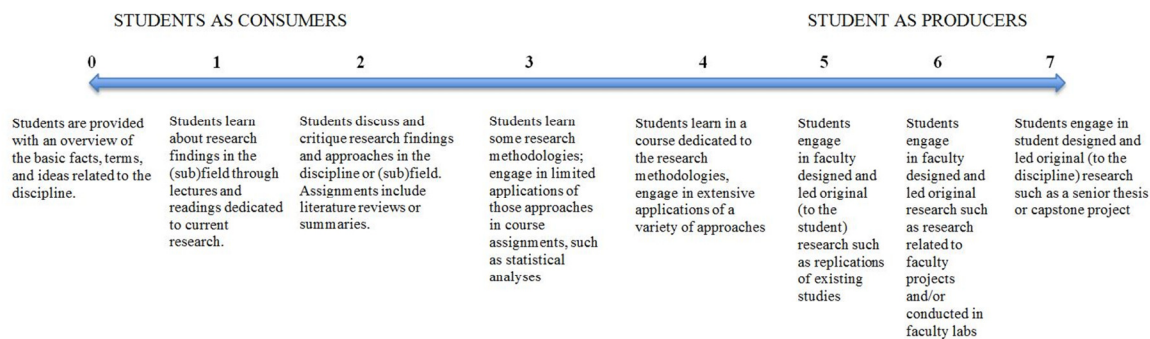 STUDENTS AS CONSUMERS
STUDENT AS PRODUCERS
0
1
2
3
4
5
6
7
Students are provided
with an overview of
the basic facts, terms,
and ideas related to the
discipline.
Students learn
about research
findings in the
(sub)field through
lectures and
readings dedicated
to current
research.
Students discuss and
critique research findings
and approaches in the
discipline or (sub)field.
Assignments include
literature reviews or
summaries.
Students learn
some research
methodologies;
engage in limited
applications of
those approaches
in course
assignments, such
as statistical
analyses
Students learn in a
course dedicated to
the research
methodologies,
engage in extensive
applications of a
variety of approaches
Students
engage
in faculty
designed and
led original
(to the
student)
research such
as replications
of existing
studies
Students
engage
in faculty
designed and
led original
research such
as research
related to
faculty
projects
and/or
conducted in
faculty labs
Students engage in
student designed and
led original (to the
discipline) research
such as a senior thesis
or capstone project